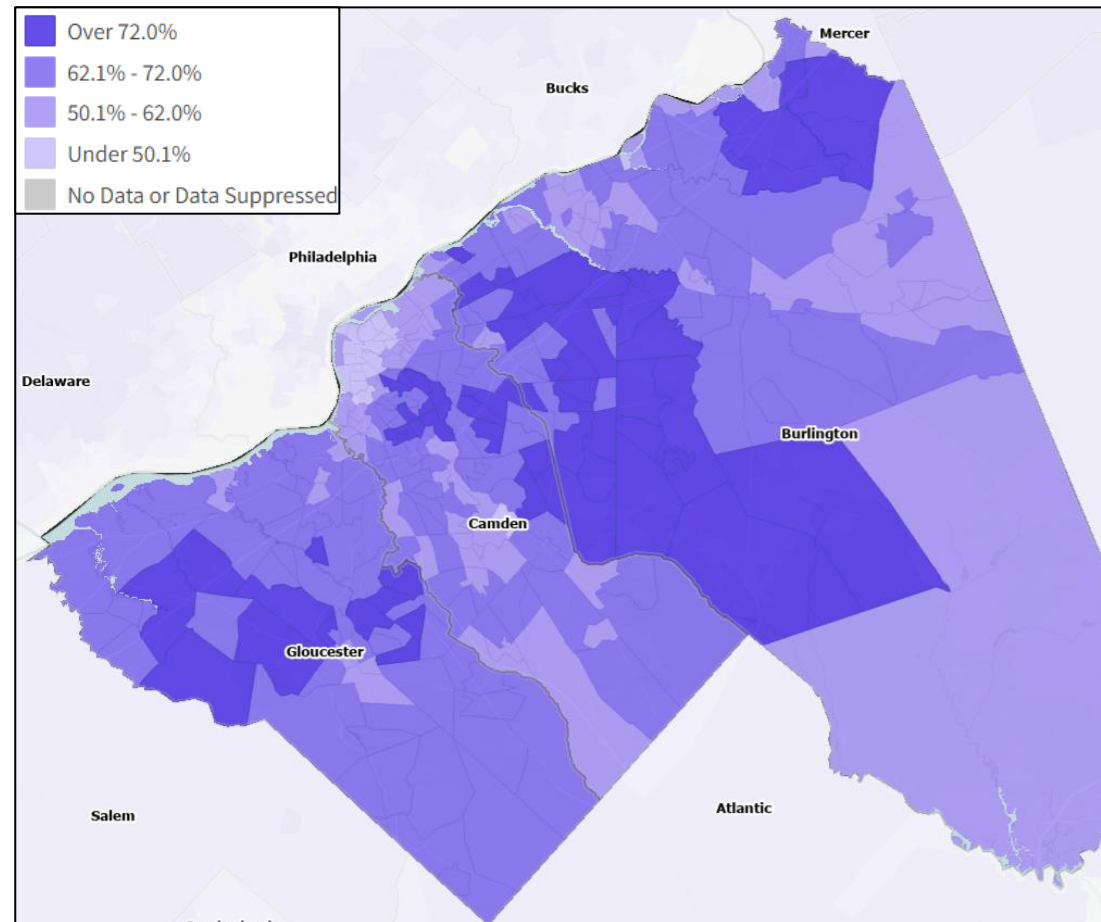 Over 72.0%
62.1% - 72.0%
50.1% - 62.0%
Under 50.1%
No Data or Data Suppressed
Mercer
Bucks
Philadelphia
Delaware
Burlington
Camden
Gloucester
Atlantic
Salem